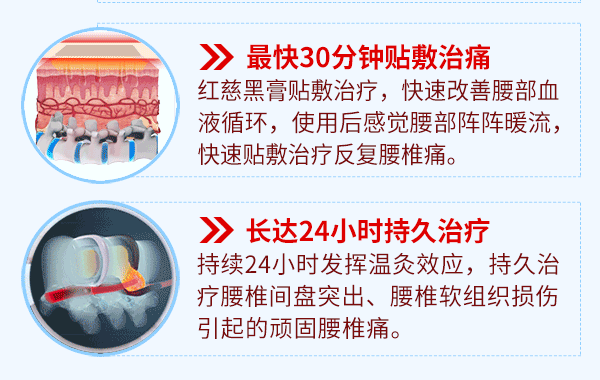 最快30分钟贴敷治痛
红慈黑膏贴敷治疗，快速改善腰部血
液循环，使用后感觉腰部阵阵暖流，
快速贴敷治疗反复腰椎痛。
长达24小时持久治疗
持续24小时发挥温灸效应，持久治
疗腰椎间盘突出、腰椎软组织损伤
引起的顽固腰椎痛。